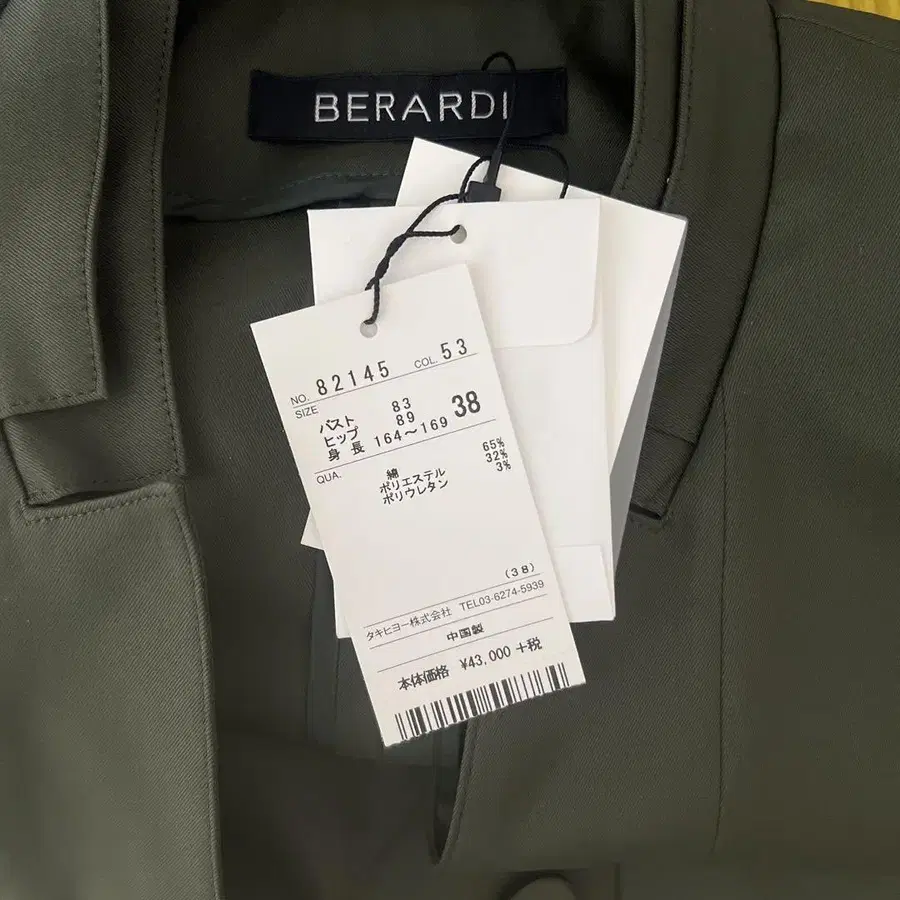 BERARDI
NO. 82145 COL. 53
SIZE
バスト 83
ヒップ 89 38
身長 164～169
QUA.
綿 65%
ポリエステル 32%
ポリウレタン 3%
(38)
タキヒヨー株式会社 TEL03-6274-5939
中国製
本体価格 ¥43,000 +税